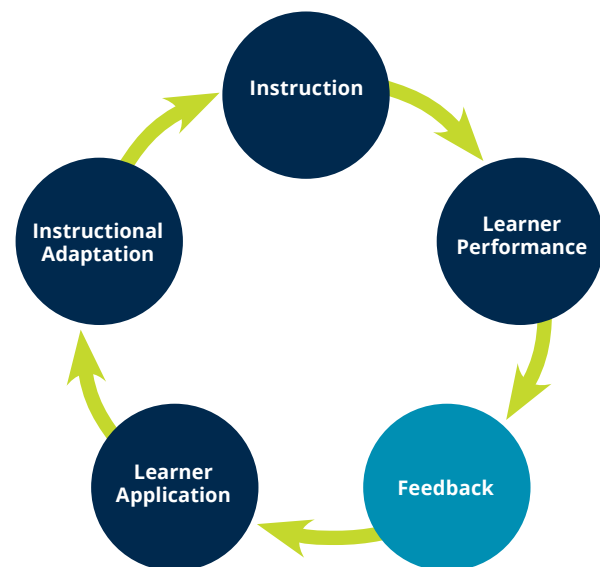 Instruction
Learner
Performance
Feedback
Learner
Application
Instructional
Adaptation